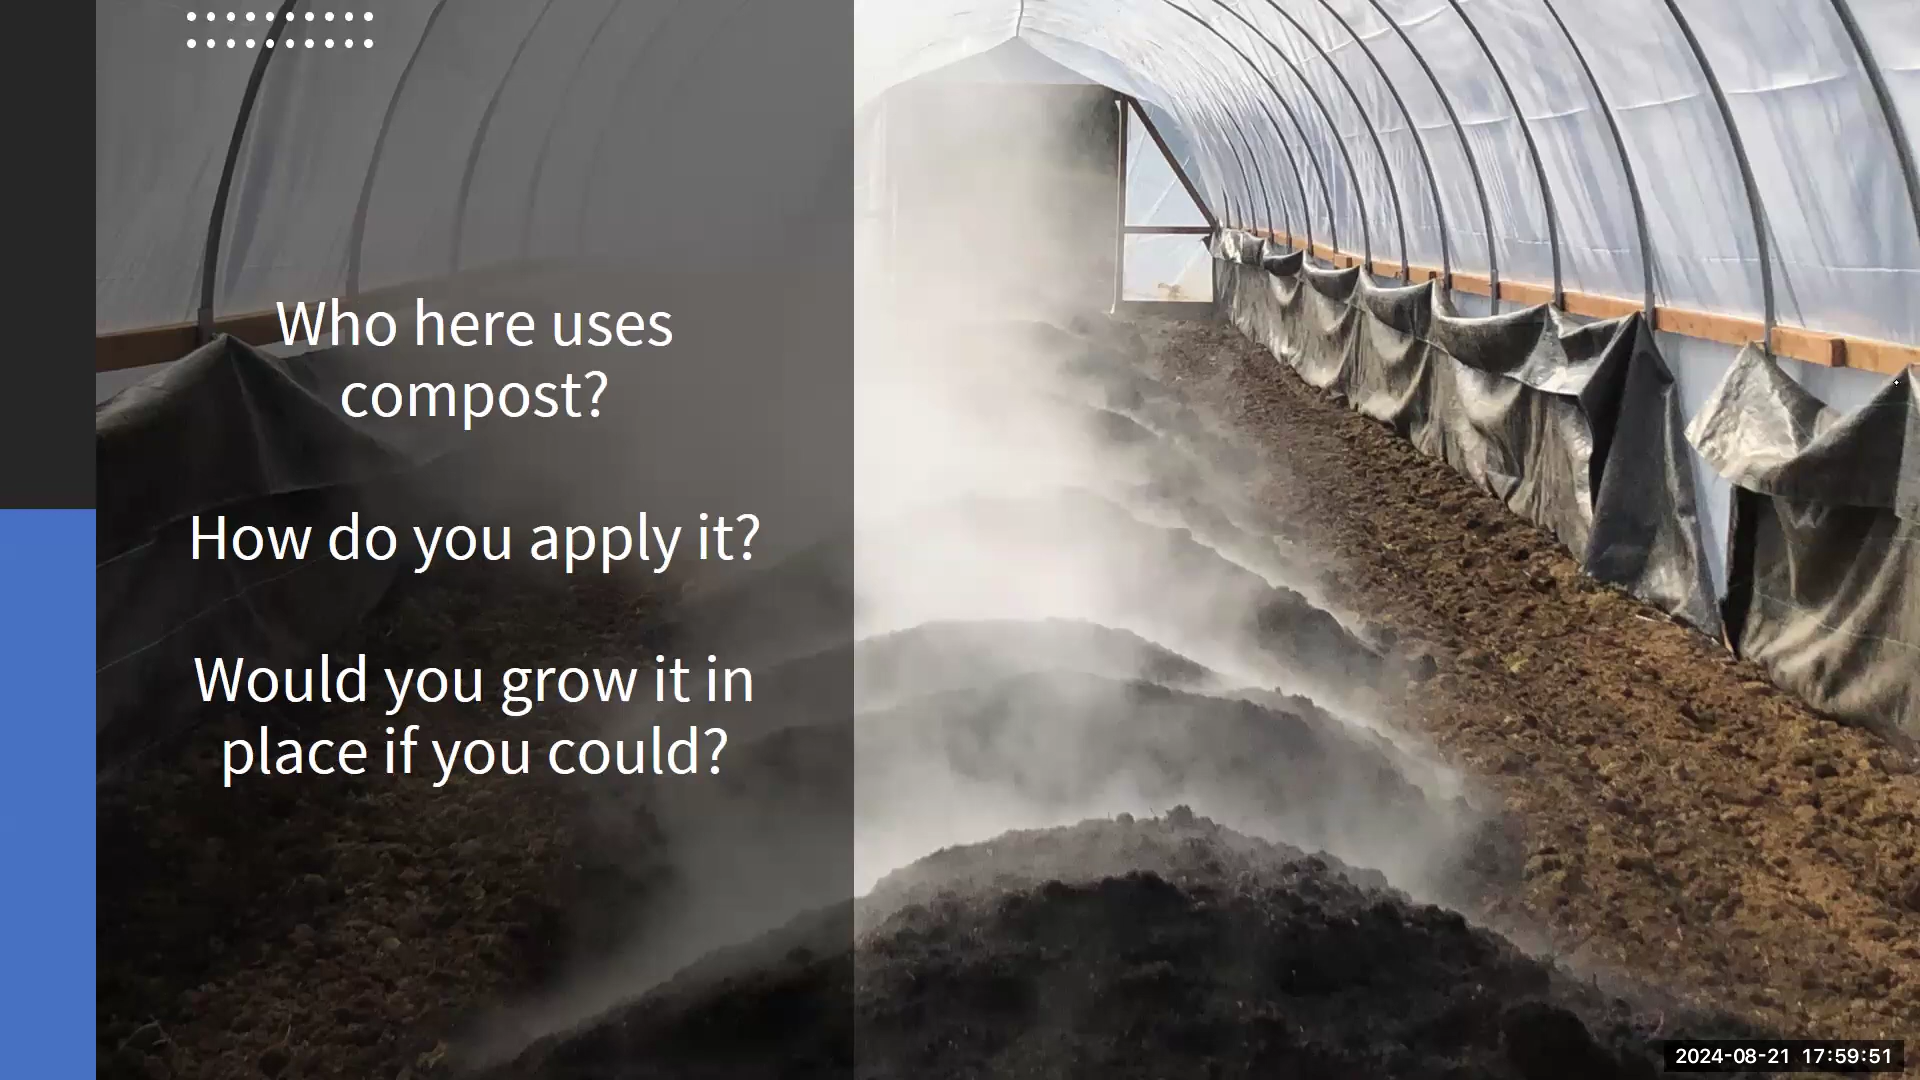 Who here uses
compost?
How do you apply it?
Would you grow it in
place if you could?
2024-08-21 17:59:51